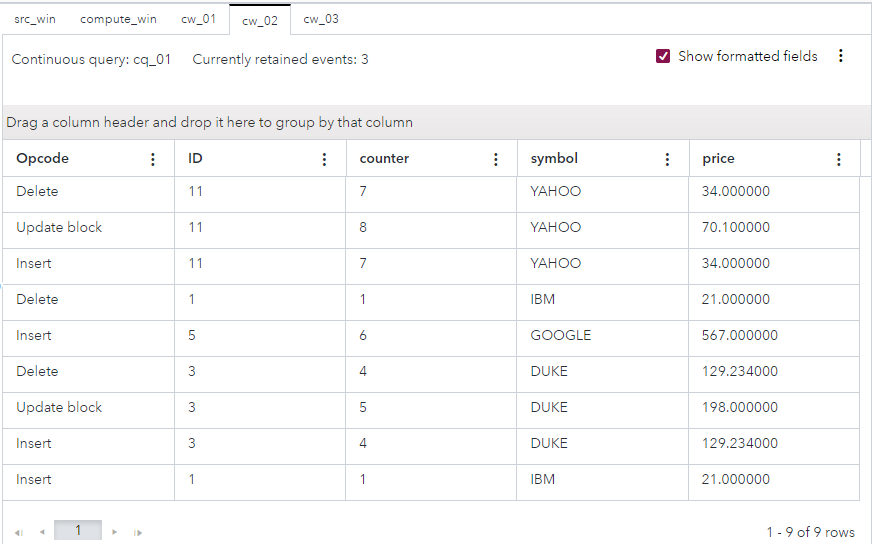 src_win compute_win cw_01 cw_02 cw_03
Continuous query: cq_01 Currently retained events: 3 Show formatted fields
Drag a column header and drop it here to group by that column
Opcode ID counter symbol price
Delete 11 7 YAHOO 34.000000
Update block 11 8 YAHOO 70.100000
Insert 11 7 YAHOO 34.000000
Delete 1 1 IBM 21.000000
Insert 5 6 GOOGLE 567.000000
Delete 3 4 DUKE 129.234000
Update block 3 5 DUKE 198.000000
Insert 3 4 DUKE 129.234000
Insert 1 1 IBM 21.000000
1 1 - 9 of 9 rows